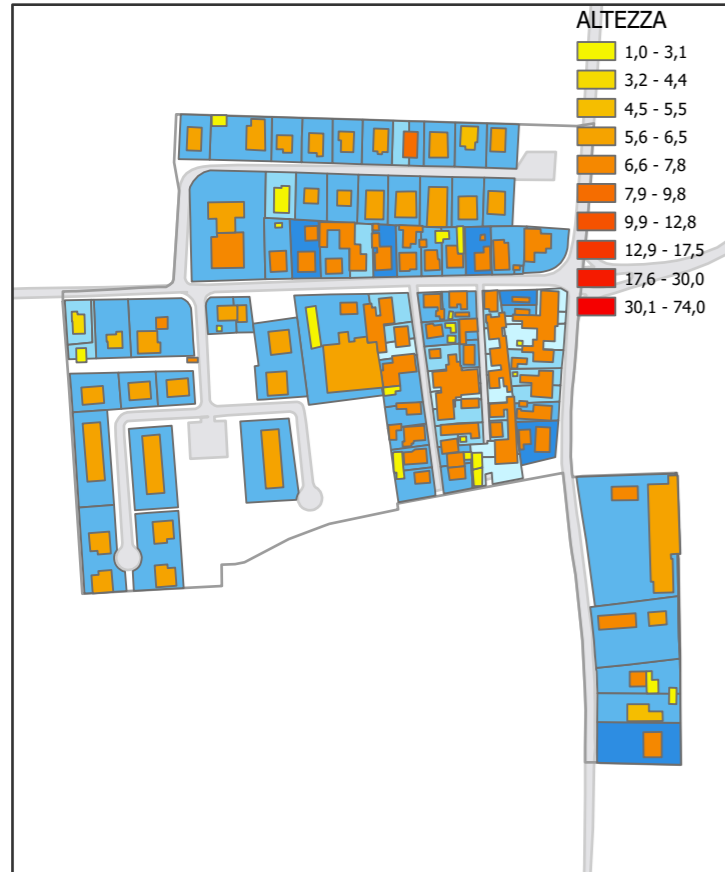 ALTEZZA
1,0 - 3,1
3,2 - 4,4
4,5 - 5,5
5,6 - 6,5
6,6 - 7,8
7,9 - 9,8
9,9 - 12,8
12,9 - 17,5
17,6 - 30,0
30,1 - 74,0